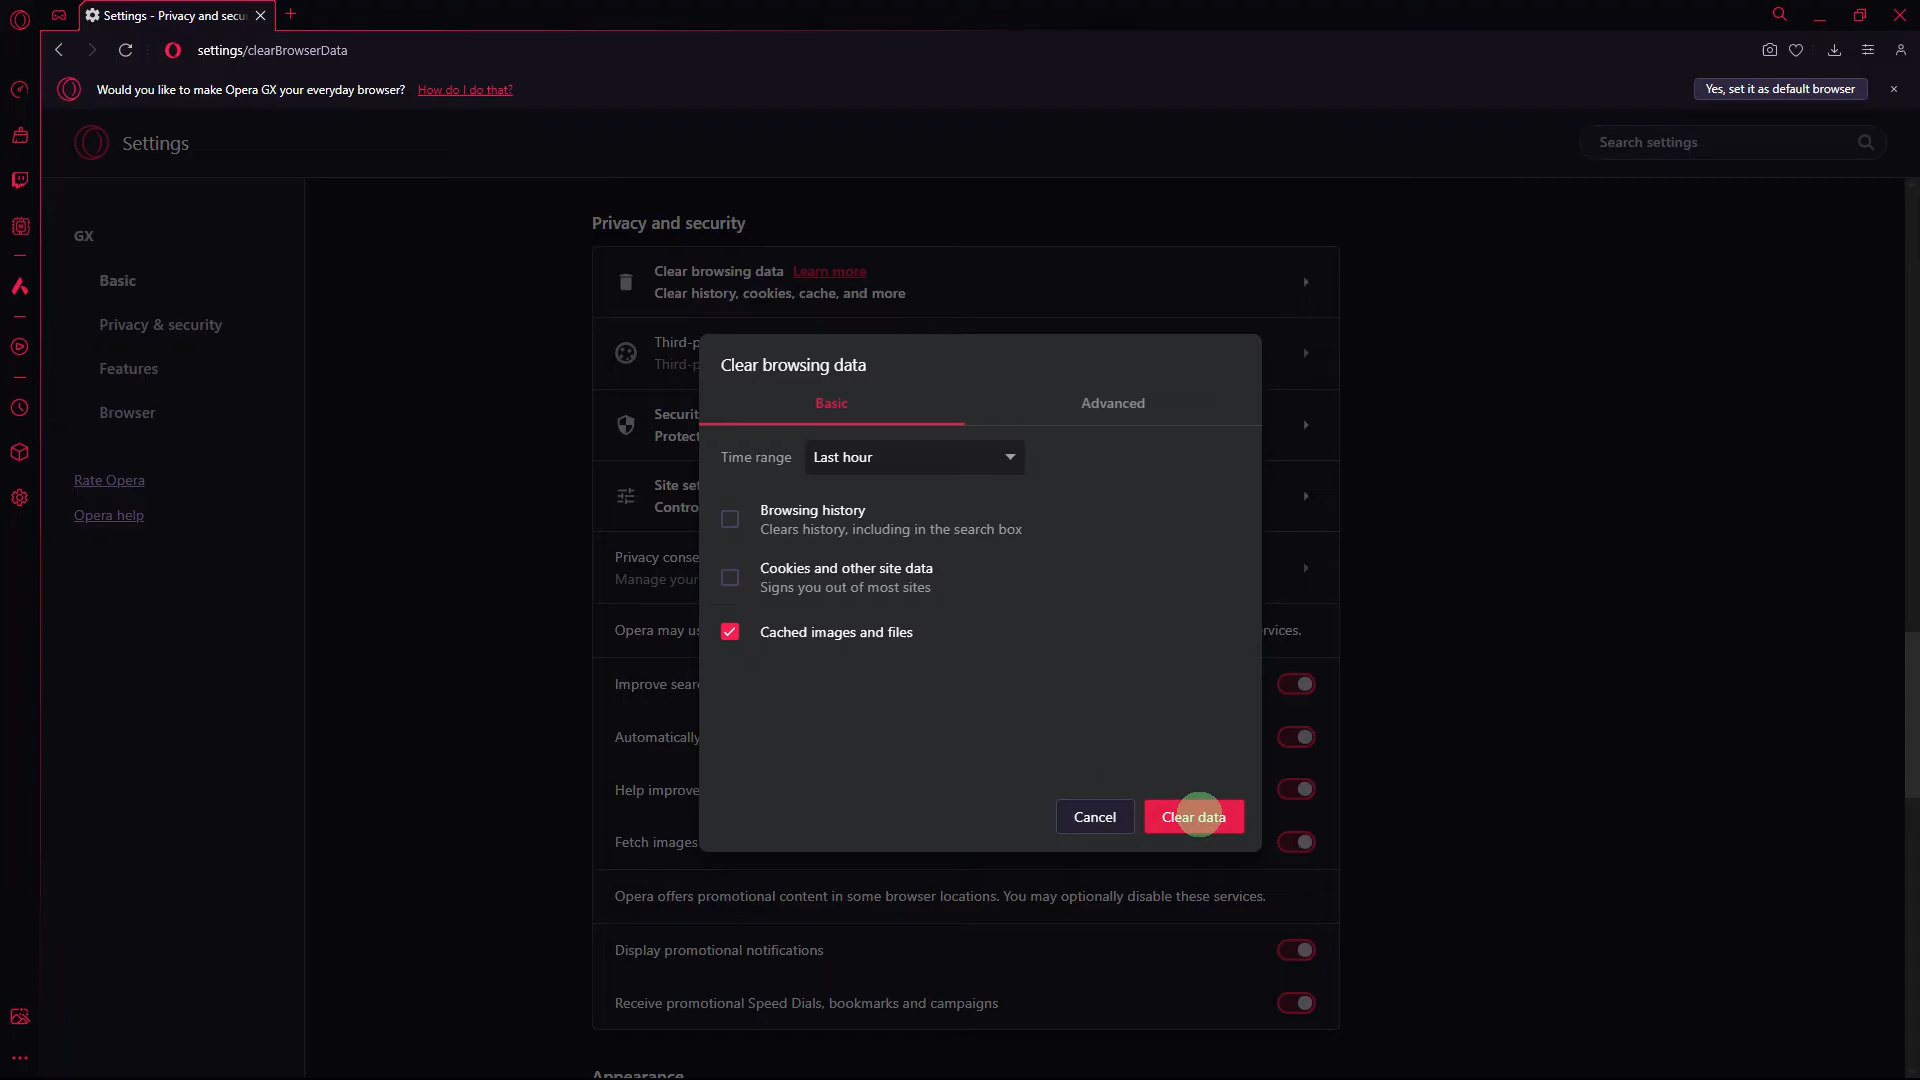 Settings - Privacy and secu
settings/clearBrowserData
Would you like to make Opera GX your everyday browser? How do I do that?
Yes, set it as default browser
Settings
Search settings
GX
Basic
Privacy & security
Features
Browser
Rate Opera
Opera help
Privacy and security
Clear browsing data Learn more
Clear history, cookies, cache, and more
Third-p
Third-p
Securit
Protec
Site se
Contro
Privacy conse
Manage your
Opera may us
rvices.
Improve sear
Automatically
Help improve
Fetch images
Clear browsing data
Basic
Advanced
Time range
Last hour
Browsing history
Clears history, including in the search box
Cookies and other site data
Signs you out of most sites
Cached images and files
Cancel
Clear data
Opera offers promotional content in some browser locations. You may optionally disable these services.
Display promotional notifications
Receive promotional Speed Dials, bookmarks and campaigns
Appearance